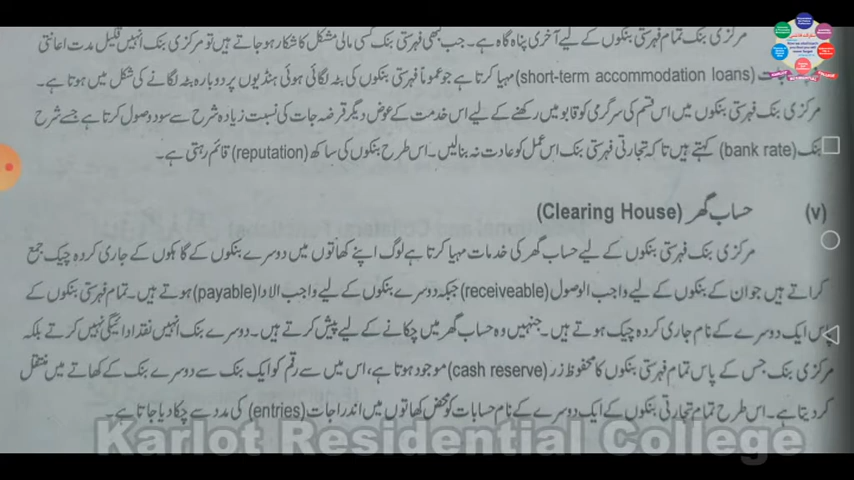 مرکزی بنک تمام فہرستی بنکوں کے لیے آخری پناہ گاہ ہے۔ جب بھی فہرستی بنک کسی مالی مشکل کا شکار ہو جاتے ہیں تو مرکزی بنک انہیں قلیل مدت اعانتی
(short-term accommodation loans) مہیا کرتا ہے جو عموماً فہرستی بنکوں کی بٹہ لگائی ہوئی ہنڈیوں پر دوبارہ بٹہ لگانے کی شکل میں ہوتا ہے۔
مرکزی بنک فہرستی بنکوں میں اس قسم کی سرگرمی کو قابو میں رکھنے کے لیے اس خدمت کے عوض دیگر قرضہ جات کی نسبت زیادہ شرح سے سود وصول کرتا ہے جسے شرح
بنک (bank rate) کہتے ہیں تاکہ تجارتی فہرستی بنک اس عمل کو عادت نہ بنالیں۔ اس طرح بنکوں کی ساکھ (reputation) قائم رہتی ہے۔
(v) حساب گھر (Clearing House)
مرکزی بنک فہرستی بنکوں کے لیے حساب گھر کی خدمات مہیا کرتا ہے لوگ اپنے کھاتوں میں دوسرے بنکوں کے گاہکوں کے جاری کردہ چیک جمع
کراتے ہیں جو ان کے بنکوں کے لیے واجب الوصول (receiveable) جبکہ دوسرے بنکوں کے لیے واجب الادا (payable) ہوتے ہیں۔ تمام فہرستی بنکوں کے
پاس ایک دوسرے کے نام جاری کردہ چیک ہوتے ہیں۔ جنہیں وہ حساب گھر میں چکانے کے لیے پیش کرتے ہیں۔ دوسرے بنک انہیں نقد ادائیگی نہیں کرتے بلکہ
مرکزی بنک جس کے پاس تمام فہرستی بنکوں کا محفوظ زر (cash reserve) موجود ہوتا ہے، اس میں سے رقم کو ایک بنک سے دوسرے بنک کے کھاتے میں منتقل
کر دیتا ہے۔ اس طرح تمام تجارتی بنکوں کے ایک دوسرے کے نام حسابات کو محض کھاتوں میں اندراجات (entries) کی مدد سے چکا دیا جاتا ہے۔
Karlot Residential College